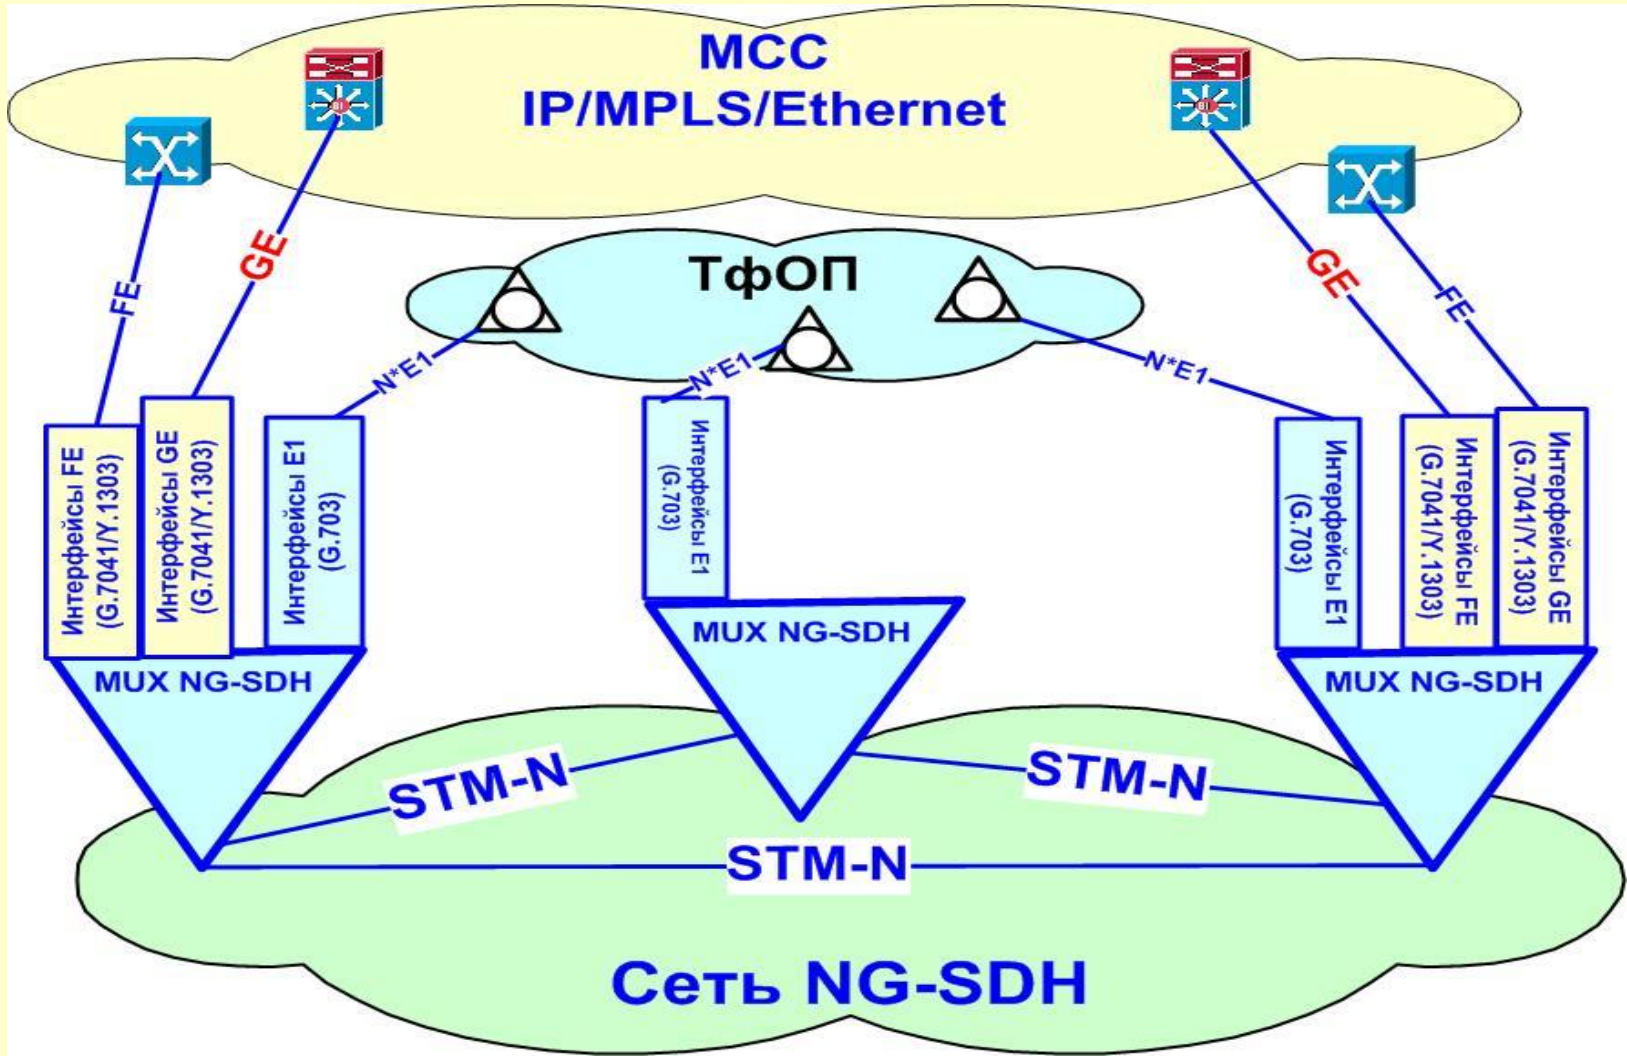 МСС
IP/MPLS/Ethernet
FE
GE
GE
FE
ТфОП
N*E1
N*E1
N*E1
Интерфейсы FE
(G.7041/Y.1303)
Интерфейсы GE
(G.7041/Y.1303)
Интерфейсы E1
(G.703)
Интерфейсы E1
(G.703)
Интерфейсы E1
(G.703)
Интерфейсы FE
(G.7041/Y.1303)
Интерфейсы GE
(G.7041/Y.1303)
MUX NG-SDH
MUX NG-SDH
MUX NG-SDH
STM-N
STM-N
STM-N
Сеть NG-SDH